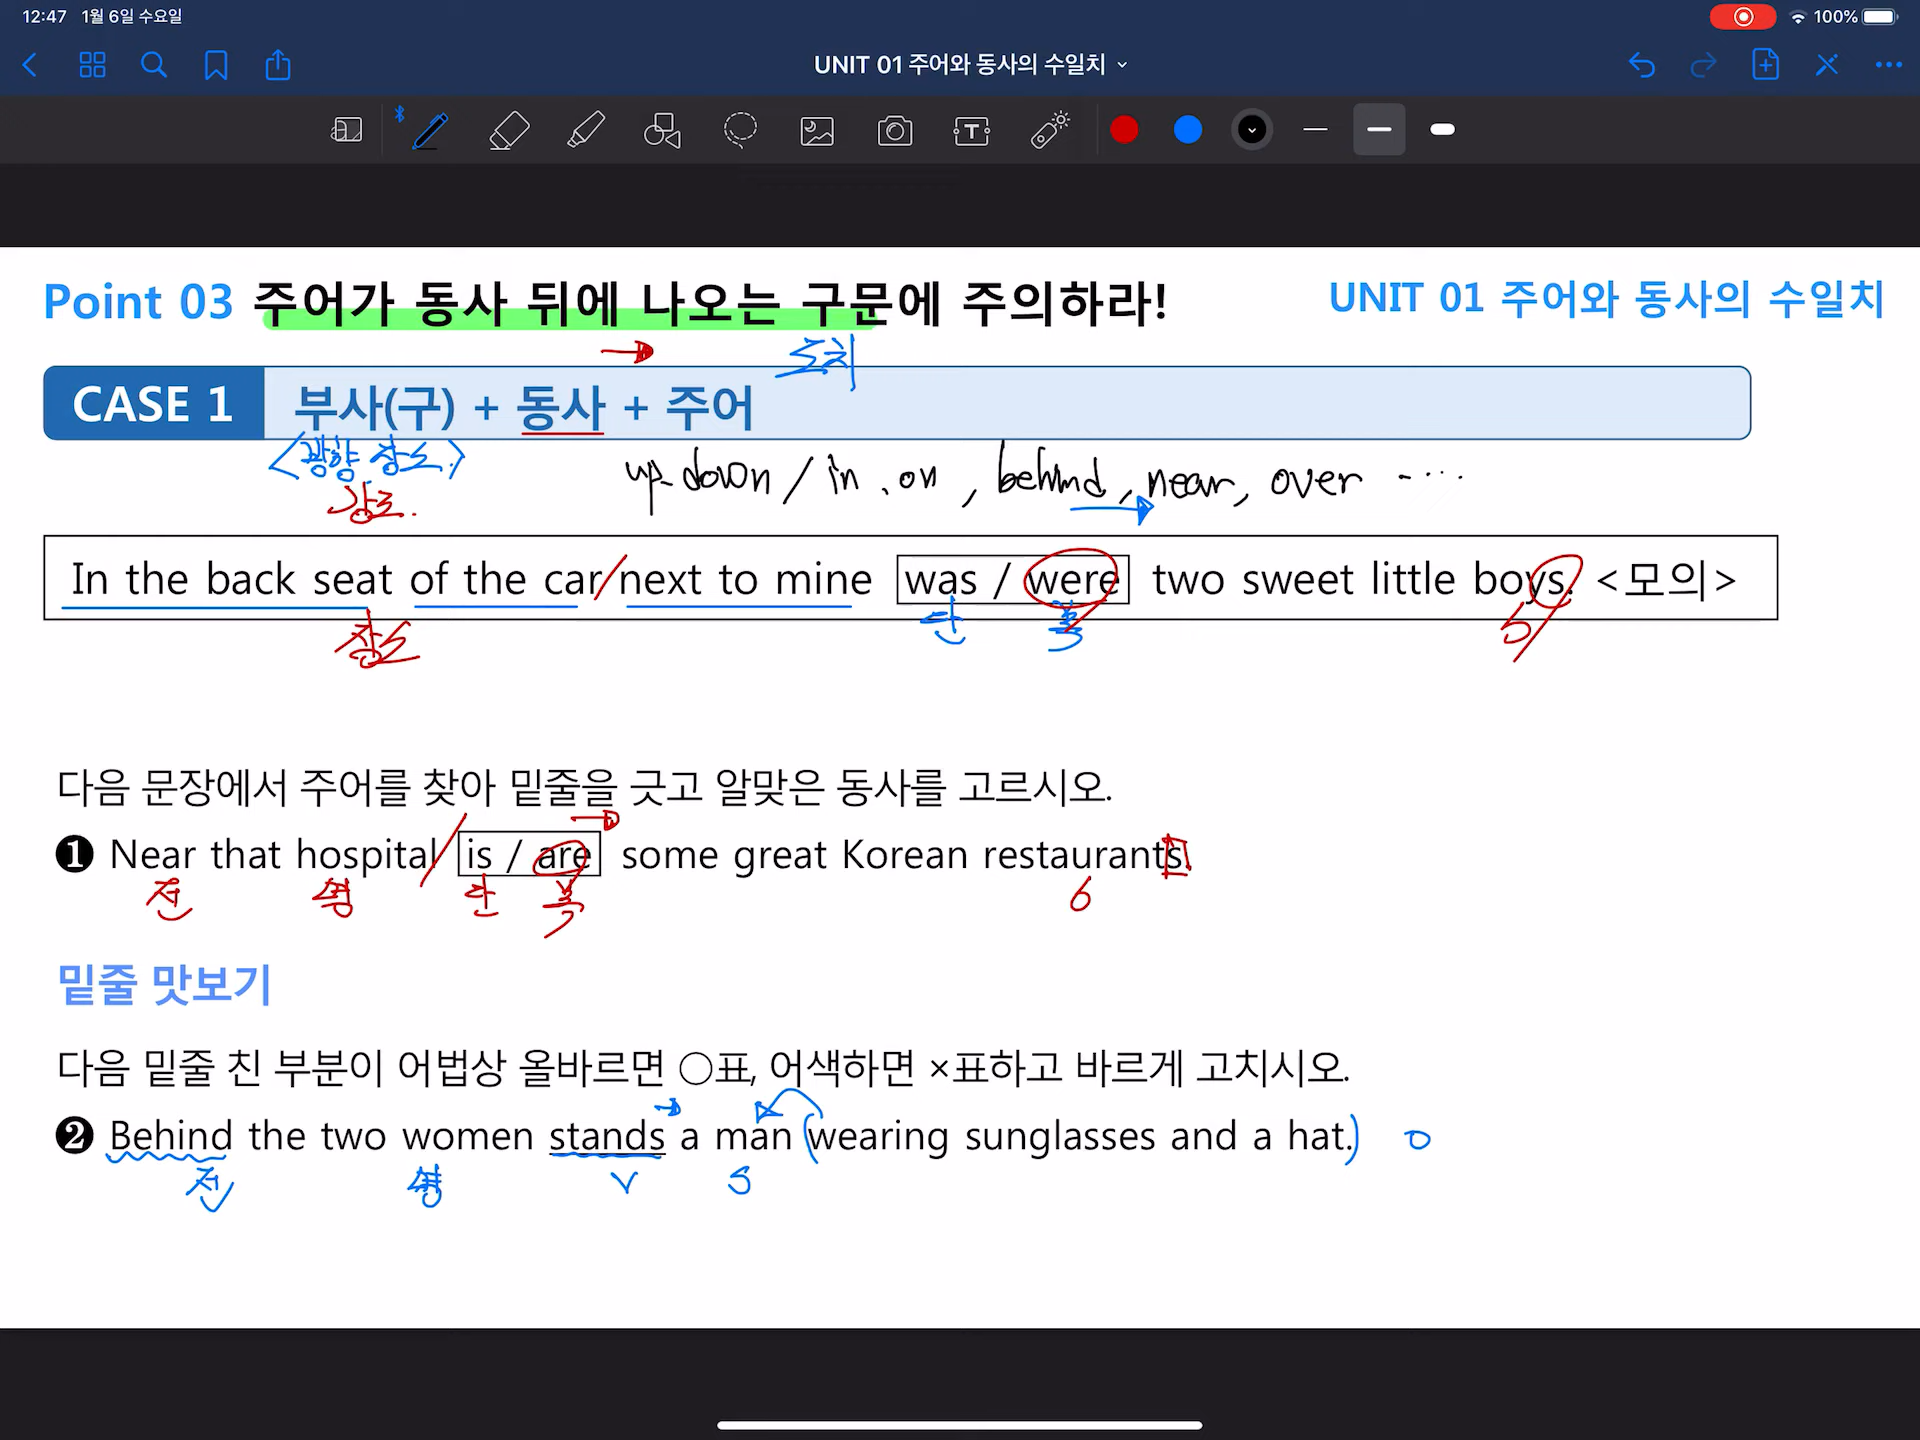 12:47 1월 6일 수요일 100%
UNIT 01 주어와 동사의 수일치
Point 03 주어가 동사 뒤에 나오는 구문에 주의하라! UNIT 01 주어와 동사의 수일치
도치
CASE 1 부사(구) + 동사 + 주어
<방향, 장소>
강조.
up-down / in . on , behind , near , over ....
In the back seat of the car / next to mine was / were two sweet little boys. <모의>
장소 단 복 S
다음 문장에서 주어를 찾아 밑줄을 긋고 알맞은 동사를 고르시오.
❶ Near that hospital / is / are some great Korean restaurants.
전 명 단 복
밑줄 맛보기
다음 밑줄 친 부분이 어법상 올바르면 ○표, 어색하면 ×표하고 바르게 고치시오.
❷ Behind the two women stands a man (wearing sunglasses and a hat.) O
전 명 V S